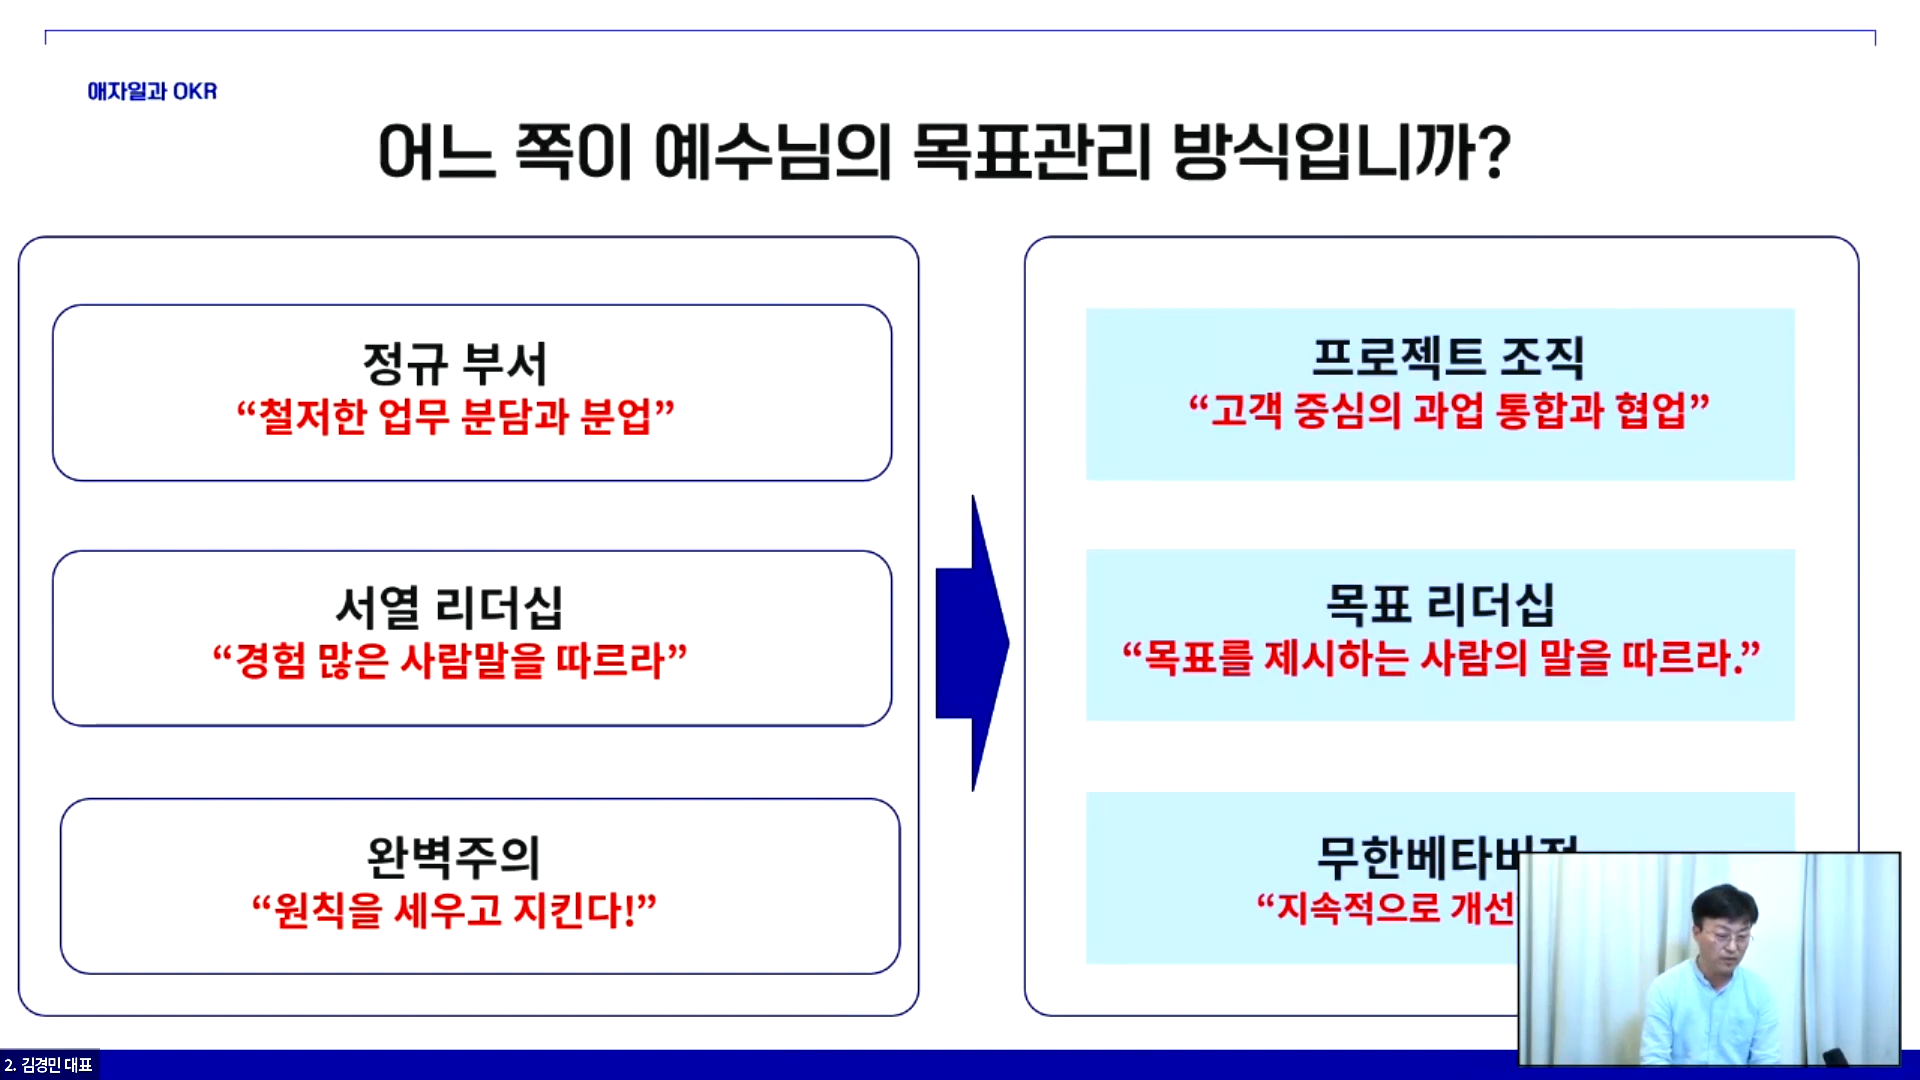 애자일과 OKR
어느 쪽이 예수님의 목표관리 방식입니까?
정규 부서
“철저한 업무 분담과 분업”
서열 리더십
“경험 많은 사람말을 따르라”
완벽주의
“원칙을 세우고 지킨다!”
프로젝트 조직
“고객 중심의 과업 통합과 협업”
목표 리더십
“목표를 제시하는 사람의 말을 따르라.”
무한베타버전
“지속적으로 개선
2. 김경민 대표